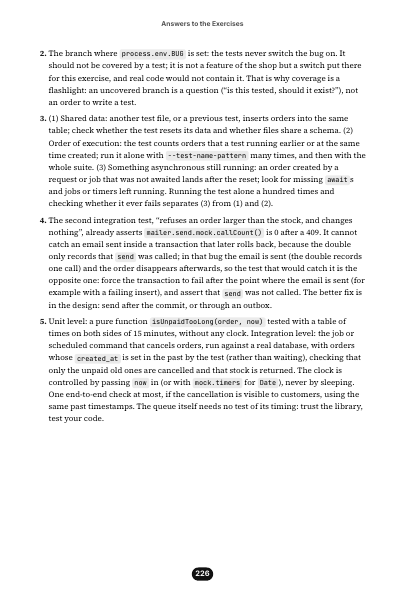 Answers to the Exercises
2. The branch where process.env.BUG is set: the tests never switch the bug on. It
should not be covered by a test; it is not a feature of the shop but a switch put there
for this exercise, and real code would not contain it. That is why coverage is a
flashlight: an uncovered branch is a question (“is this tested, should it exist?”), not
an order to write a test.
3. (1) Shared data: another test file, or a previous test, inserts orders into the same
table; check whether the test resets its data and whether files share a schema. (2)
Order of execution: the test counts orders that a test running earlier or at the same
time created; run it alone with --test-name-pattern many times, and then with the
whole suite. (3) Something asynchronous still running: an order created by a
request or job that was not awaited lands after the reset; look for missing await s
and jobs or timers left running. Running the test alone a hundred times and
checking whether it ever fails separates (3) from (1) and (2).
4. The second integration test, “refuses an order larger than the stock, and changes
nothing”, already asserts mailer.send.mock.callCount() is 0 after a 409. It cannot
catch an email sent inside a transaction that later rolls back, because the double
only records that send was called; in that bug the email is sent (the double records
one call) and the order disappears afterwards, so the test that would catch it is the
opposite one: force the transaction to fail after the point where the email is sent (for
example with a failing insert), and assert that send was not called. The better fix is
in the design: send after the commit, or through an outbox.
5. Unit level: a pure function isUnpaidTooLong(order, now) tested with a table of
times on both sides of 15 minutes, without any clock. Integration level: the job or
scheduled command that cancels orders, run against a real database, with orders
whose created_at is set in the past by the test (rather than waiting), checking that
only the unpaid old ones are cancelled and that stock is returned. The clock is
controlled by passing now in (or with mock.timers for Date ), never by sleeping.
One end-to-end check at most, if the cancellation is visible to customers, using the
same past timestamps. The queue itself needs no test of its timing: trust the library,
test your code.
226